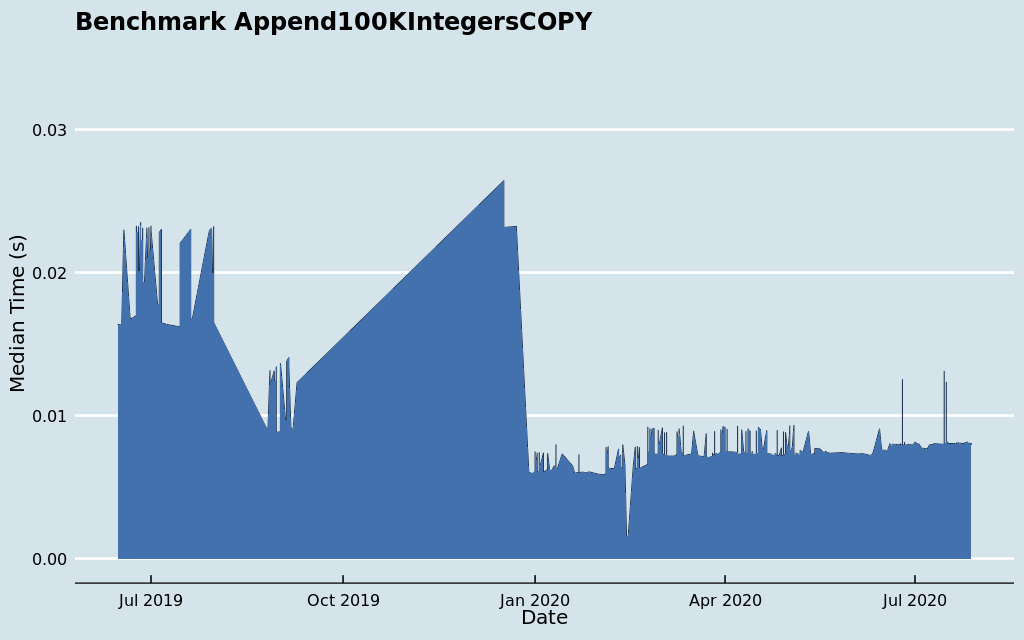 Benchmark Append100KIntegersCOPY
Median Time (s)
0.03
0.02
0.01
0.00
Jul 2019 Oct 2019 Jan 2020 Apr 2020 Jul 2020
Date